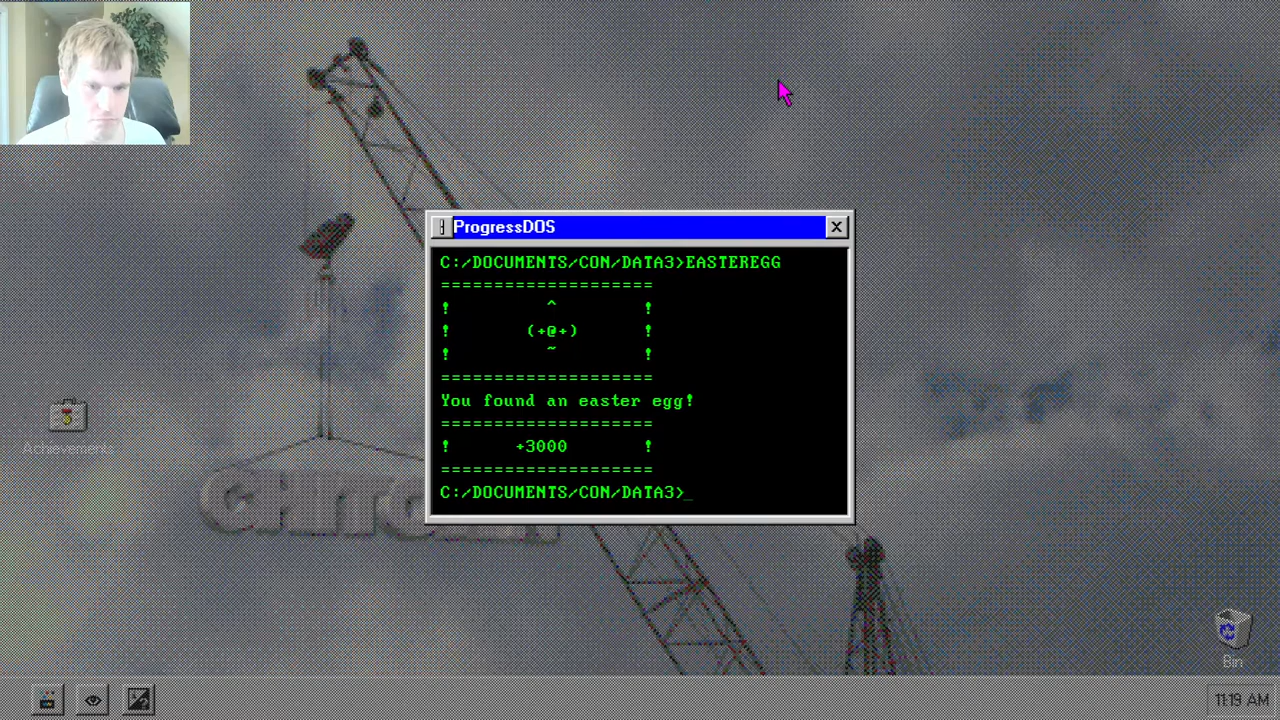 ProgressDOS
C:/DOCUMENTS/CON/DATA3>EASTEREGG
====================
!         ^        !
!       (+@+)      !
!         ~        !
====================
You found an easter egg!
====================
!      +3000       !
====================
C:/DOCUMENTS/CON/DATA3>_
Achievements
Bin
11:19 AM